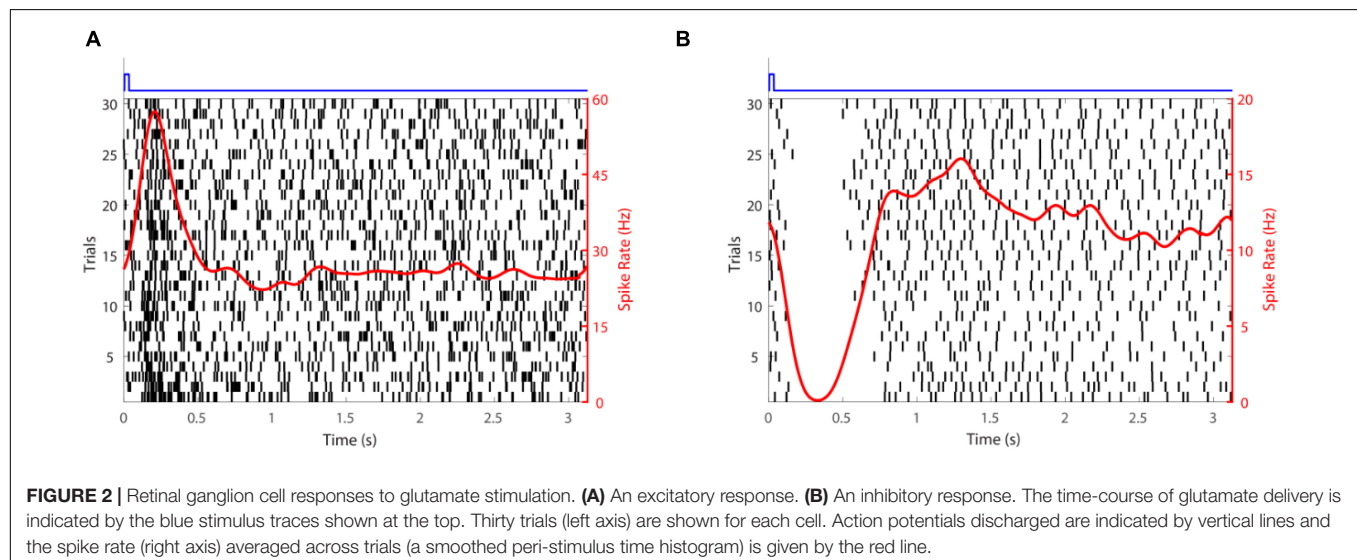 A
B
30
25
20
15
10
5
Trials
60
45
30
15
0
Spike Rate (Hz)
0 0.5 1 1.5 2 2.5 3
Time (s)
30
25
20
15
10
5
Trials
20
15
10
5
0
Spike Rate (Hz)
0 0.5 1 1.5 2 2.5 3
Time (s)
FIGURE 2 | Retinal ganglion cell responses to glutamate stimulation. (A) An excitatory response. (B) An inhibitory response. The time-course of glutamate delivery is
indicated by the blue stimulus traces shown at the top. Thirty trials (left axis) are shown for each cell. Action potentials discharged are indicated by vertical lines and
the spike rate (right axis) averaged across trials (a smoothed peri-stimulus time histogram) is given by the red line.